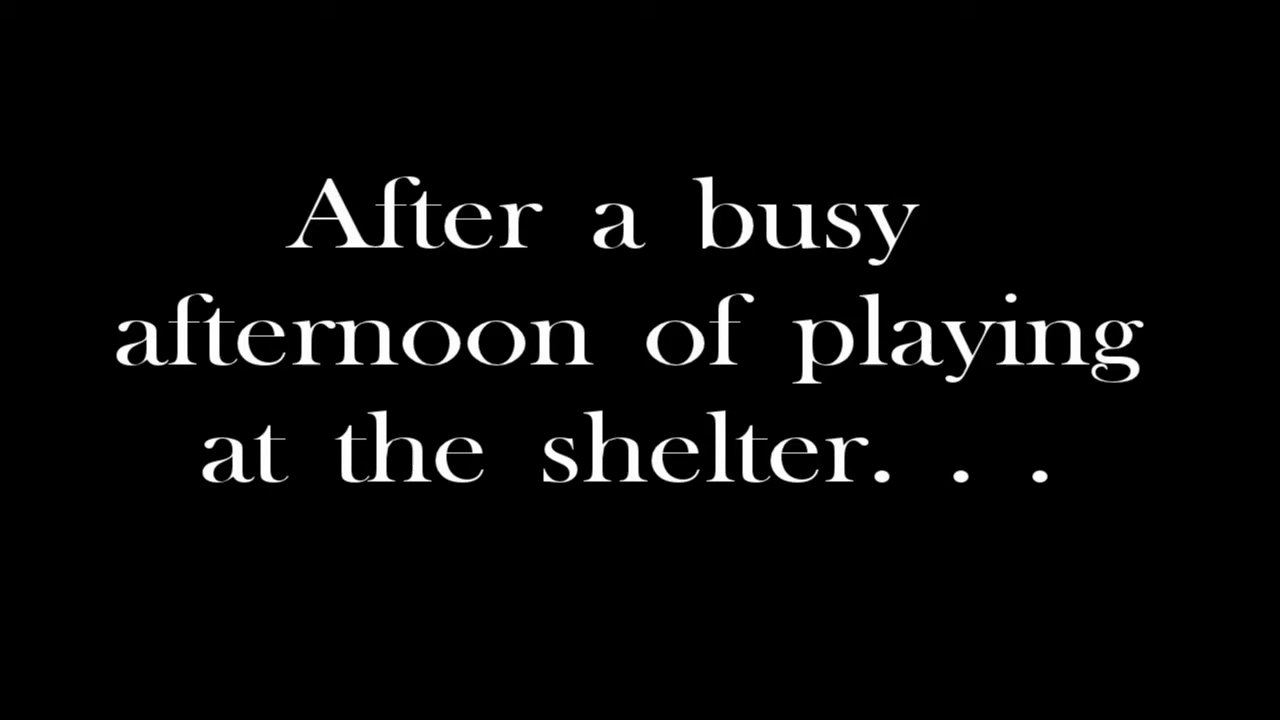 After a busy
afternoon of playing
at the shelter. . .